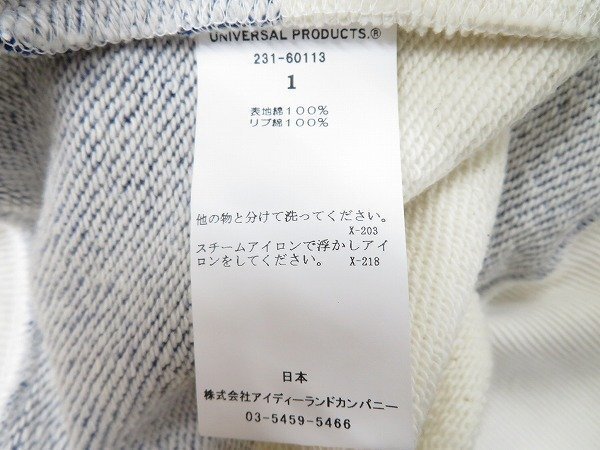 UNIVERSAL PRODUCTS.®
231-60113
1
表地綿100%
リブ綿100%
他の物と分けて洗ってください。
X-203
スチームアイロンで浮かしアイ
ロンをしてください。 X-218
日本
株式会社アイディーランドカンパニー
03-5459-5466